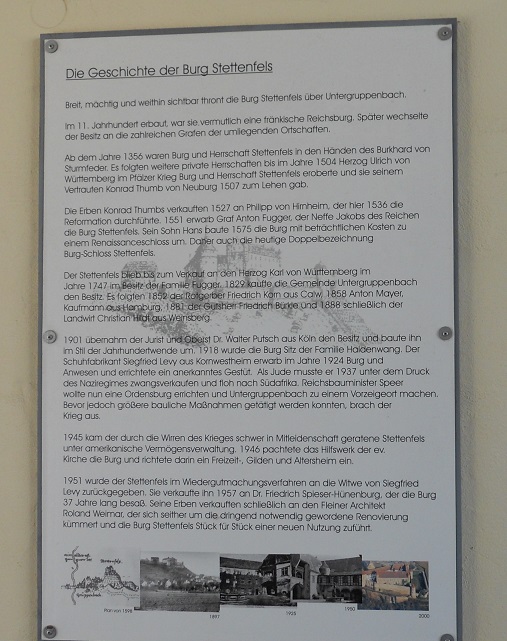 Die Geschichte der Burg Stettenfels
Breit, mächtig und weithin sichtbar thront die Burg Stettenfels über Untergruppenbach.
Im 11. Jahrhundert erbaut, war sie vermutlich eine fränkische Reichsburg. Später wechselte
der Besitz an die zahlreichen Grafen der umliegenden Ortschaften.
Ab dem Jahre 1356 waren Burg und Herrschaft Stettenfels in den Händen des Burkhard von
Sturmfeder. Es folgten weitere private Herrschaften bis im Jahre 1504 Herzog Ulrich von
Württemberg im Pfälzer Krieg Burg und Herrschaft Stettenfels eroberte und sie seinem
Vertrauten Konrad Thumb von Neuburg 1507 zum Lehen gab.
Die Erben Konrad Thumbs verkauften 1527 an Philipp von Hirnheim, der hier 1536 die
Reformation durchführte. 1551 erwarb Graf Anton Fugger, der Neffe Jakobs des Reichen
die Burg Stettenfels. Sein Sohn Hans baute 1575 die Burg mit beträchtlichen Kosten zu
einem Renaissanceschloss um. Daher auch die heutige Doppelbezeichnung
Burg-Schloss Stettenfels.
Der Stettenfels blieb bis zum Verkauf an den Herzog Karl von Württemberg im
Jahre 1747 im Besitz der Familie Fugger. 1829 kaufte die Gemeinde Untergruppenbach
den Besitz. Es folgten 1852 der Rotgerber Friedrich Korn aus Calw, 1858 Anton Mayer,
Kaufmann aus Hamburg, 1881 der Gutsherr Friedrich Bürkle und 1888 schließlich der
Landwirt Christian Hirdt aus Weinsberg.
1901 übernahm der Jurist und Oberst Dr. Walter Putsch aus Köln den Besitz und baute ihn
im Stil der Jahrhundertwende um. 1918 wurde die Burg Sitz der Familie Haldenwang. Der
Schuhfabrikant Siegfried Levy aus Kornwestheim erwarb im Jahre 1924 Burg und
Anwesen und errichtete ein anerkanntes Gestüt. Als Jude musste er 1937 unter dem Druck
des Naziregimes zwangsverkaufen und floh nach Südafrika. Reichsbauminister Speer
wollte nun eine Ordensburg errichten und Untergruppenbach zu einem Vorzeigeort machen.
Bevor jedoch größere bauliche Maßnahmen getätigt werden konnten, brach der
Krieg aus.
1945 kam der durch die Wirren des Krieges schwer in Mitleidenschaft geratene Stettenfels
unter amerikanische Vermögensverwaltung. 1946 pachtete das Hilfswerk der ev.
Kirche die Burg und richtete darin ein Freizeit-, Gilden und Altersheim ein.
1951 wurde der Stettenfels im Wiedergutmachungsverfahren an die Witwe von Siegfried
Levy zurückgegeben. Sie verkaufte ihn 1957 an Dr. Friedrich Spieser-Hünenburg, der die Burg
37 Jahre lang besaß. Seine Erben verkauften schließlich an den Fleiner Architekt
Roland Weimar, der sich seither um die dringend notwendig gewordene Renovierung
kümmert und die Burg Stettenfels Stück für Stück einer neuen Nutzung zuführt.
Plan von 1598
1897
1925
1950
2000